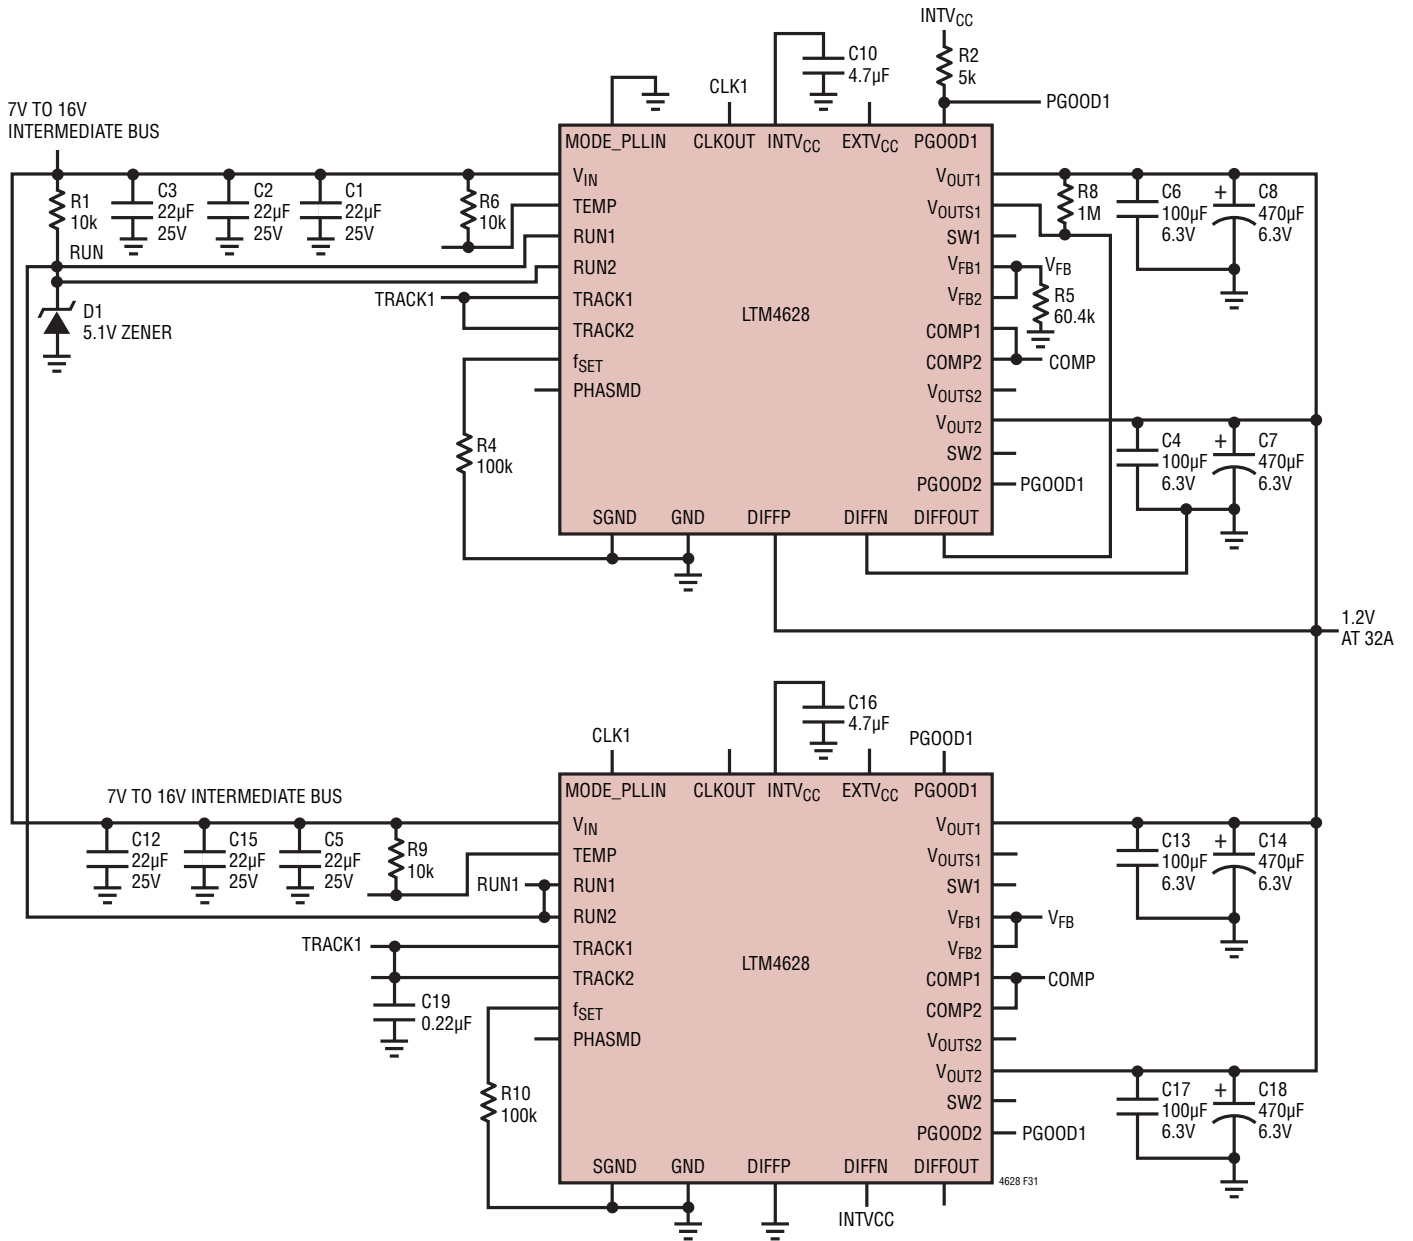 INTVCC
R2
5k
C10
4.7µF
CLK1
PGOOD1
7V TO 16V
INTERMEDIATE BUS
MODE_PLLIN
CLKOUT
INTVCC
EXTVCC
PGOOD1
VIN
TEMP
RUN1
RUN2
TRACK1
TRACK2
fSET
PHASMD
SGND
GND
DIFFP
DIFFN
DIFFOUT
VOUT1
VOUTS1
SW1
VFB1
VFB2
COMP1
COMP2
VOUTS2
VOUT2
SW2
PGOOD2
LTM4628
R1
10k
C3
22µF
25V
C2
22µF
25V
C1
22µF
25V
R6
10k
RUN
D1
5.1V ZENER
TRACK1
R4
100k
R8
1M
C6
100µF
6.3V
+
C8
470µF
6.3V
VFB
R5
60.4k
COMP
C4
100µF
6.3V
+
C7
470µF
6.3V
PGOOD1
1.2V
AT 32A
C16
4.7µF
CLK1
PGOOD1
7V TO 16V INTERMEDIATE BUS
MODE_PLLIN
CLKOUT
INTVCC
EXTVCC
PGOOD1
VIN
TEMP
RUN1
RUN2
TRACK1
TRACK2
fSET
PHASMD
SGND
GND
DIFFP
DIFFN
DIFFOUT
VOUT1
VOUTS1
SW1
VFB1
VFB2
COMP1
COMP2
VOUTS2
VOUT2
SW2
PGOOD2
LTM4628
C12
22µF
25V
C15
22µF
25V
C5
22µF
25V
R9
10k
RUN1
TRACK1
C19
0.22µF
R10
100k
C13
100µF
6.3V
+
C14
470µF
6.3V
VFB
COMP
C17
100µF
6.3V
+
C18
470µF
6.3V
PGOOD1
INTVCC
4628 F31